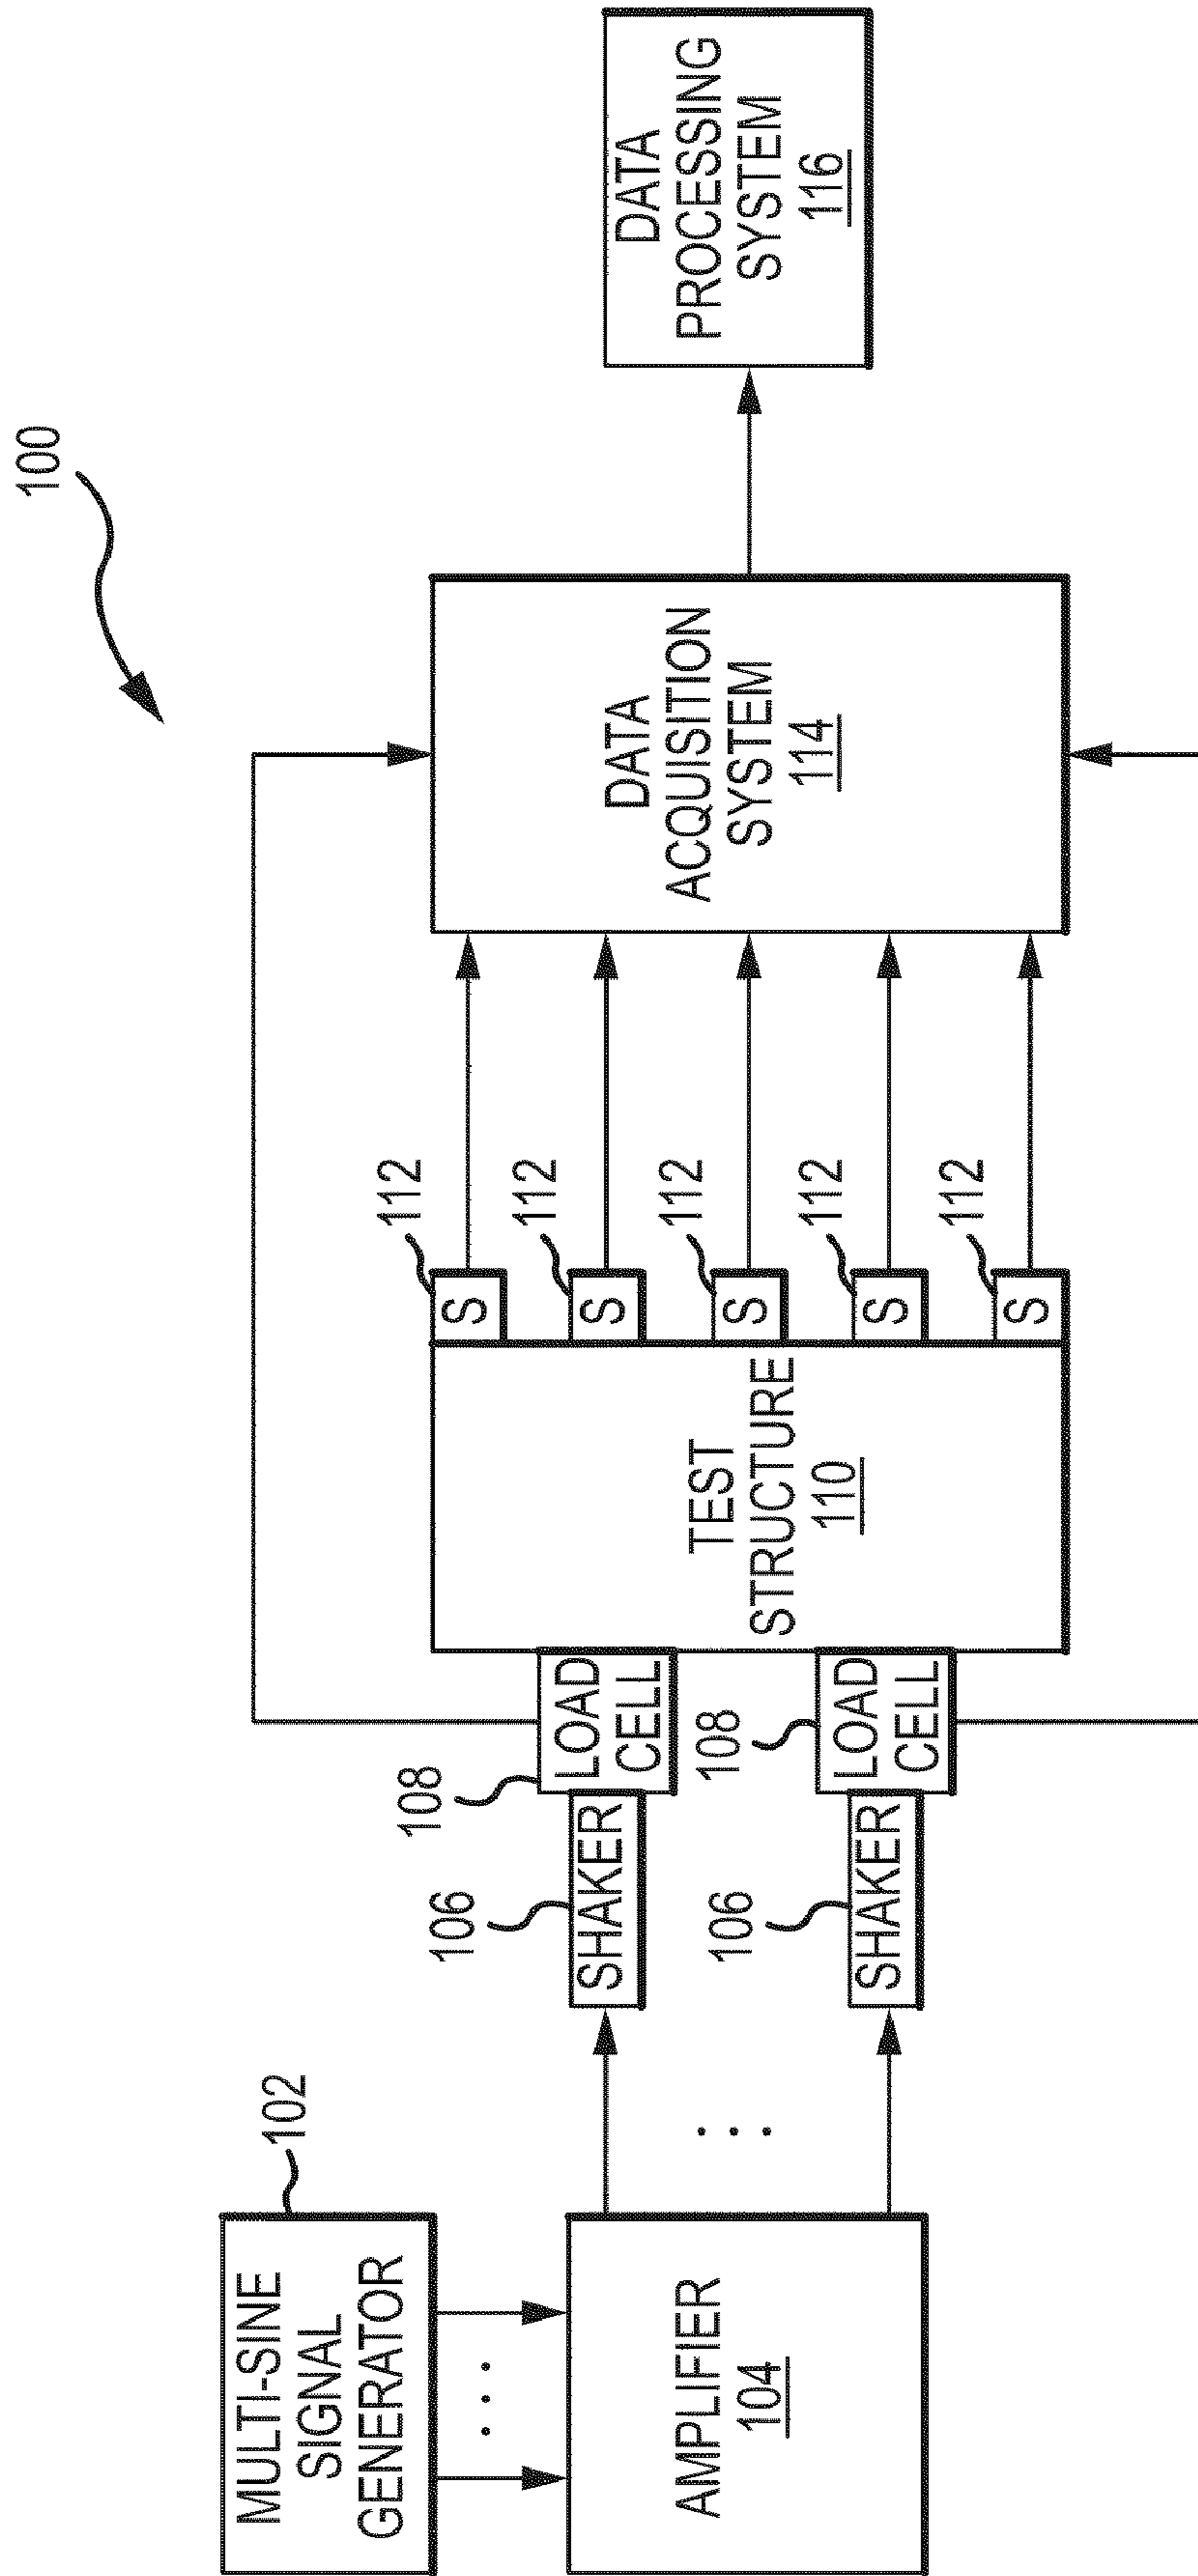 100
MULTI-SINE
SIGNAL
GENERATOR
102
AMPLIFIER
104
106
SHAKER
108
LOAD
CELL
106
SHAKER
108
LOAD
CELL
TEST
STRUCTURE
110
112
S
112
S
112
S
112
S
112
S
DATA
ACQUISITION
SYSTEM
114
DATA
PROCESSING
SYSTEM
116